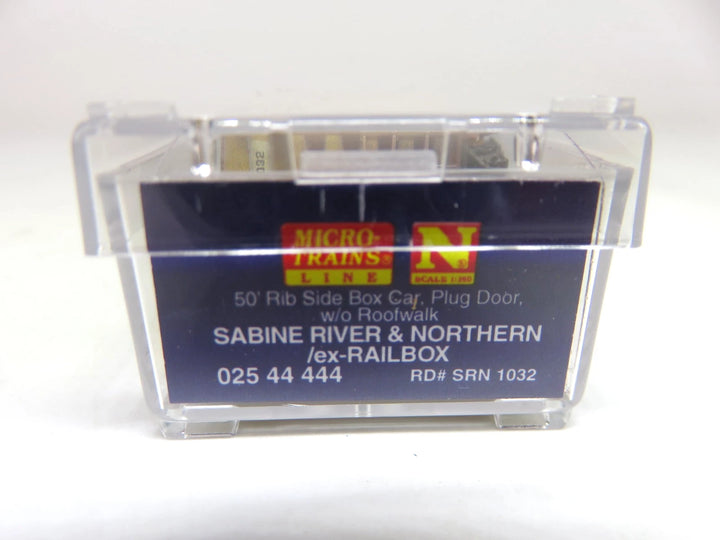 1032
MICRO-
TRAINS®
LINE
N®
SCALE 1:160
50' Rib Side Box Car, Plug Door,
w/o Roofwalk
SABINE RIVER & NORTHERN
/ex-RAILBOX
025 44 444
RD# SRN 1032